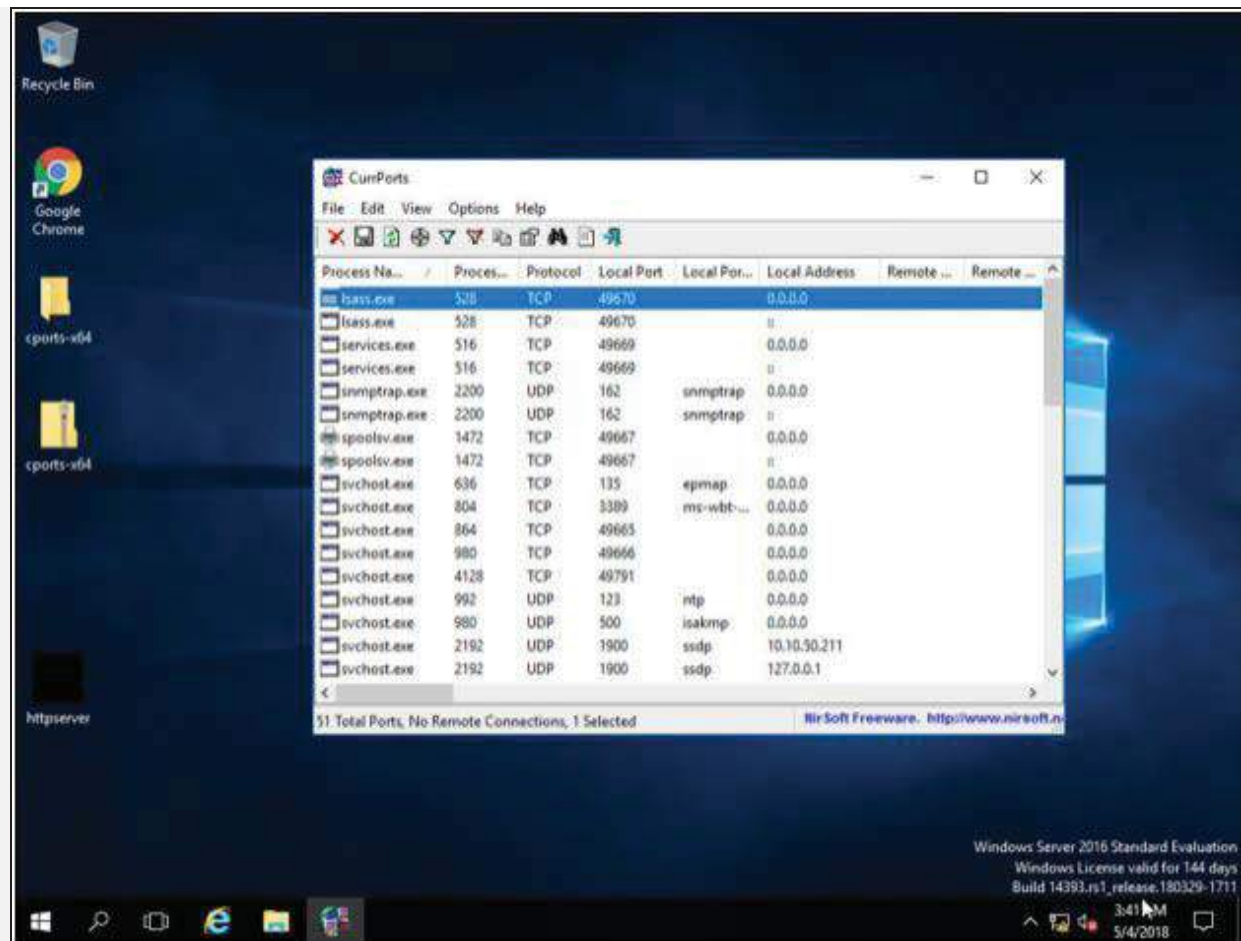 Recycle Bin
Google
Chrome
cports-x64
cports-x64
httpserver
CurrPorts
File Edit View Options Help
Process Na... / Proces... Protocol Local Port Local Por... Local Address Remote ... Remote ...
lsass.exe 528 TCP 49670 0.0.0.0
lsass.exe 528 TCP 49670 ::
services.exe 516 TCP 49669 0.0.0.0
services.exe 516 TCP 49669 ::
snmptrap.exe 2200 UDP 162 snmptrap 0.0.0.0
snmptrap.exe 2200 UDP 162 snmptrap ::
spoolsv.exe 1472 TCP 49667 0.0.0.0
spoolsv.exe 1472 TCP 49667 ::
svchost.exe 636 TCP 135 epmap 0.0.0.0
svchost.exe 804 TCP 3389 ms-wbt-... 0.0.0.0
svchost.exe 864 TCP 49665 0.0.0.0
svchost.exe 980 TCP 49666 0.0.0.0
svchost.exe 4128 TCP 49791 0.0.0.0
svchost.exe 992 UDP 123 ntp 0.0.0.0
svchost.exe 980 UDP 500 isakmp 0.0.0.0
svchost.exe 2192 UDP 1900 ssdp 10.10.50.211
svchost.exe 2192 UDP 1900 ssdp 127.0.0.1
51 Total Ports, No Remote Connections, 1 Selected NirSoft Freeware. http://www.nirsoft.n
Windows Server 2016 Standard Evaluation
Windows License valid for 144 days
Build 14393.rs1_release.180329-1711
3:41
5/4/2018